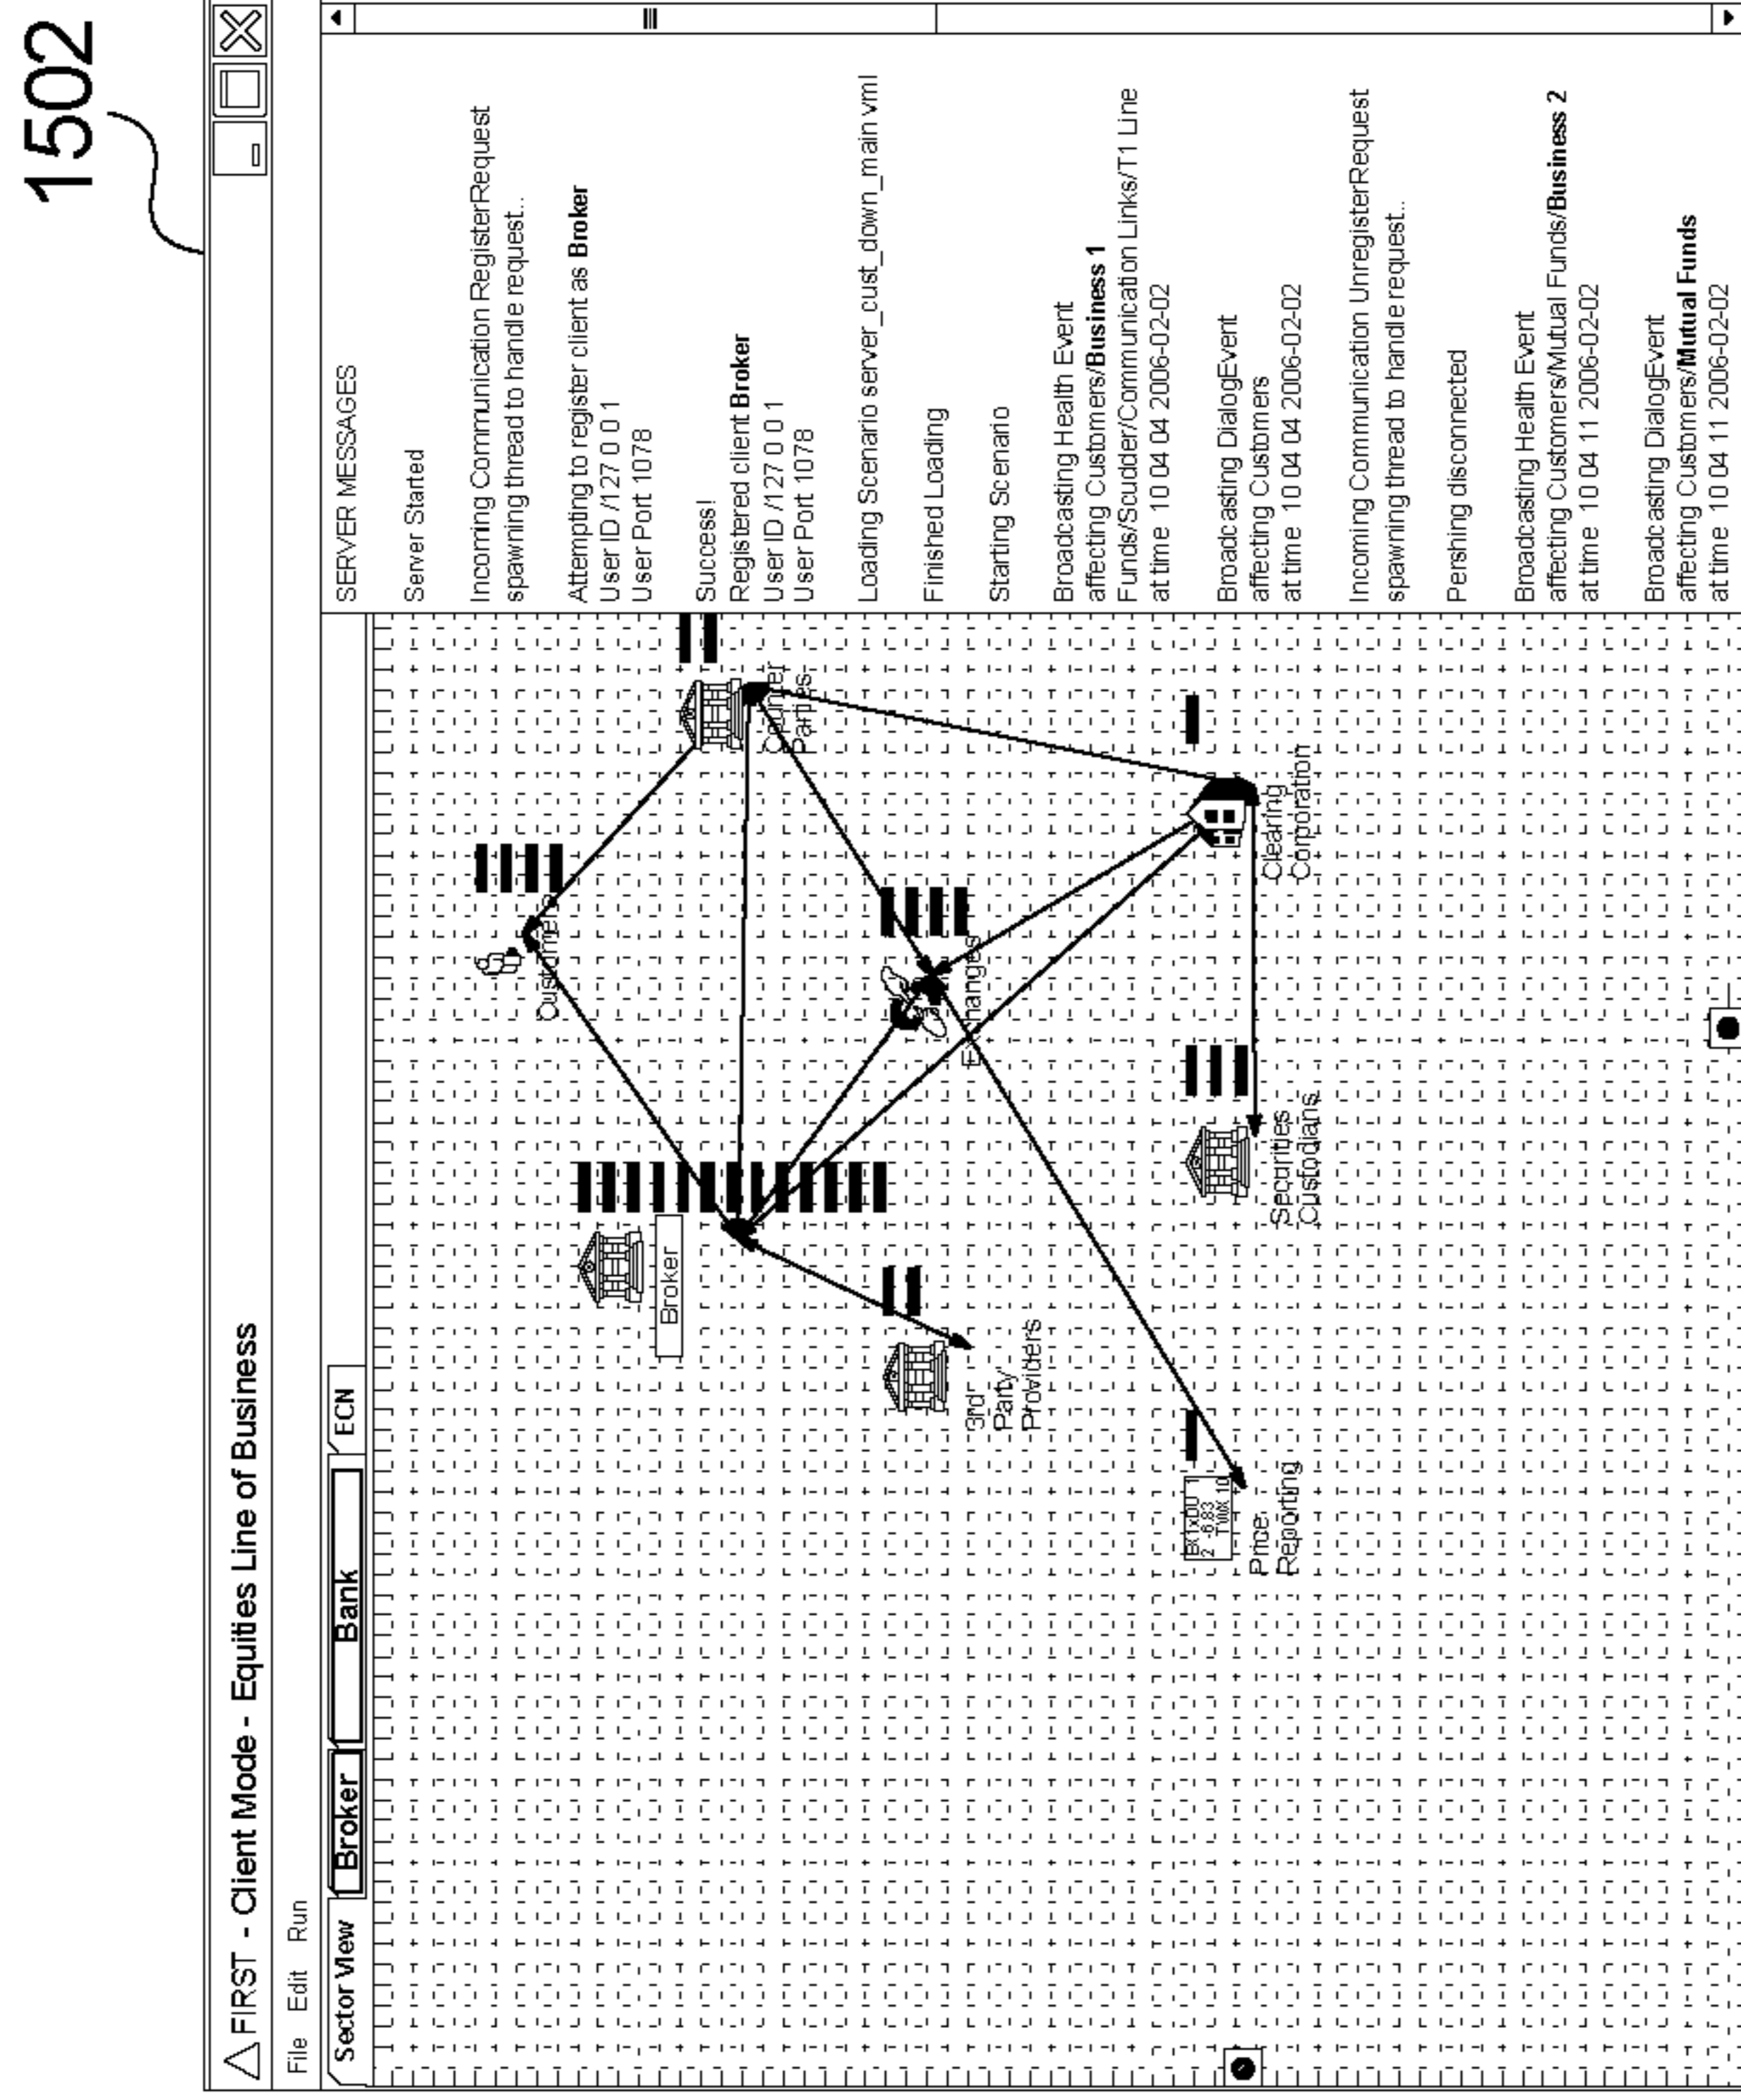 1502
FIRST - Client Mode - Equities Line of Business
File Edit Run
Sector View Broker Bank ECN
Customers
Broker
Counter
Parties
3rd
Party
Providers
Exchanges
Price
Reporting
Securities
Custodians
Clearing
Corporation
SERVER MESSAGES
Server Started
Incoming Communication RegisterRequest
spawning thread to handle request..
Attempting to register client as Broker
User ID /127 0 0 1
User Port 1078
Success!
Registered client Broker
User ID /127 0 0 1
User Port 1078
Loading Scenario server_cust_down_main vml
Finished Loading
Starting Scenario
Broadcasting Health Event
affecting Customers/Business 1
Funds/Scudder/Communication Links/T1 Line
at time 10 04 04 2006-02-02
Broadcasting DialogEvent
affecting Customers
at time 10 04 04 2006-02-02
Incoming Communication UnregisterRequest
spawning thread to handle request..
Pershing disconnected
Broadcasting Health Event
affecting Customers/Mutual Funds/Business 2
at time 10 04 11 2006-02-02
Broadcasting DialogEvent
affecting Customers/Mutual Funds
at time 10 04 11 2006-02-02